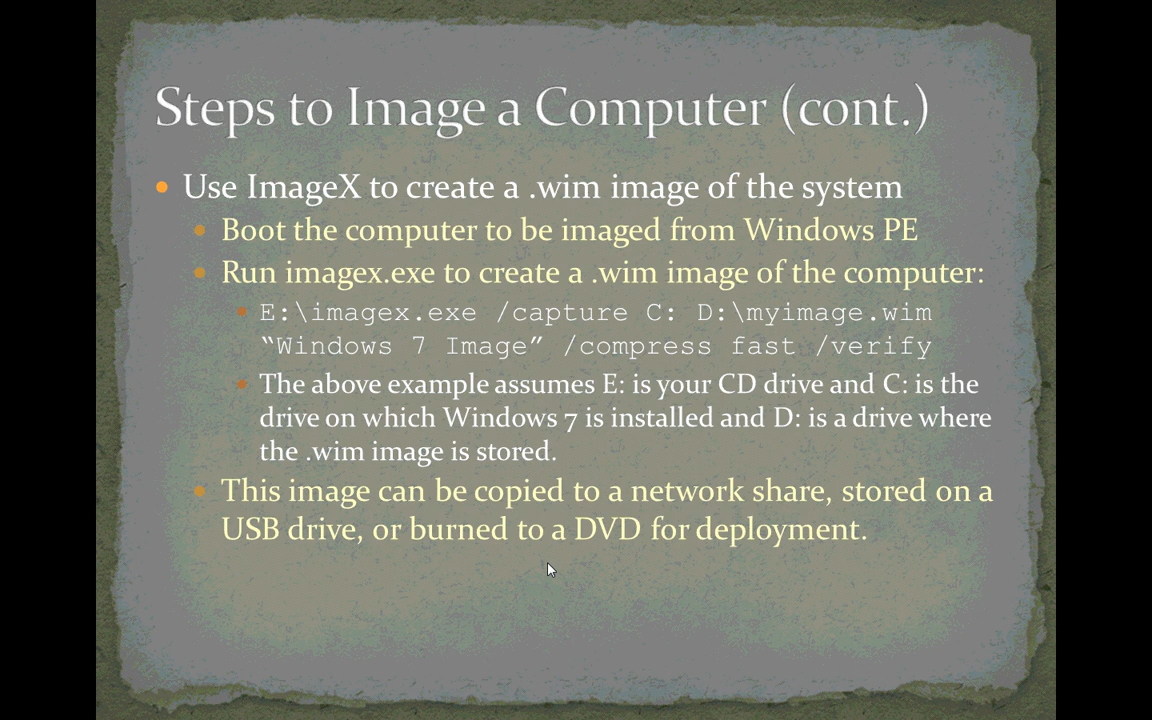 Steps to Image a Computer (cont.)
Use ImageX to create a .wim image of the system
Boot the computer to be imaged from Windows PE
Run imagex.exe to create a .wim image of the computer:
E:\imagex.exe /capture C: D:\myimage.wim
“Windows 7 Image” /compress fast /verify
The above example assumes E: is your CD drive and C: is the
drive on which Windows 7 is installed and D: is a drive where
the .wim image is stored.
This image can be copied to a network share, stored on a
USB drive, or burned to a DVD for deployment.